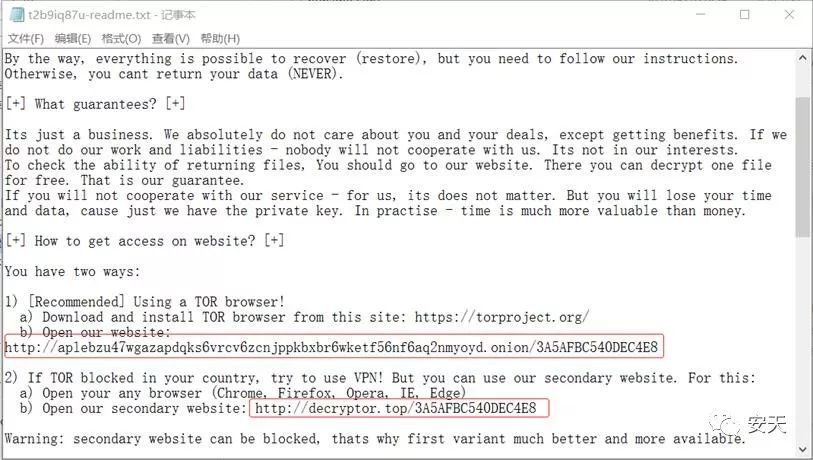 t2b9iq87u-readme.txt - 记事本
文件(F) 编辑(E) 格式(O) 查看(V) 帮助(H)
By the way, everything is possible to recover (restore), but you need to follow our instructions.
Otherwise, you cant return your data (NEVER).
[+] What guarantees? [+]
Its just a business. We absolutely do not care about you and your deals, except getting benefits. If we
do not do our work and liabilities - nobody will not cooperate with us. Its not in our interests.
To check the ability of returning files, You should go to our website. There you can decrypt one file
for free. That is our guarantee.
If you will not cooperate with our service - for us, its does not matter. But you will lose your time
and data, cause just we have the private key. In practise - time is much more valuable than money.
[+] How to get access on website? [+]
You have two ways:
1) [Recommended] Using a TOR browser!
a) Download and install TOR browser from this site: https://torproject.org/
b) Open our website:
http://aplebzu47wgazapdqks6vrcv6zcnjppkbxbr6wketf56nf6aq2nmyoyd.onion/3A5AFBC540DEC4E8
2) If TOR blocked in your country, try to use VPN! But you can use our secondary website. For this:
a) Open your any browser (Chrome, Firefox, Opera, IE, Edge)
b) Open our secondary website: http://decryptor.top/3A5AFBC540DEC4E8
Warning: secondary website can be blocked, thats why first variant much better and more available.
安天